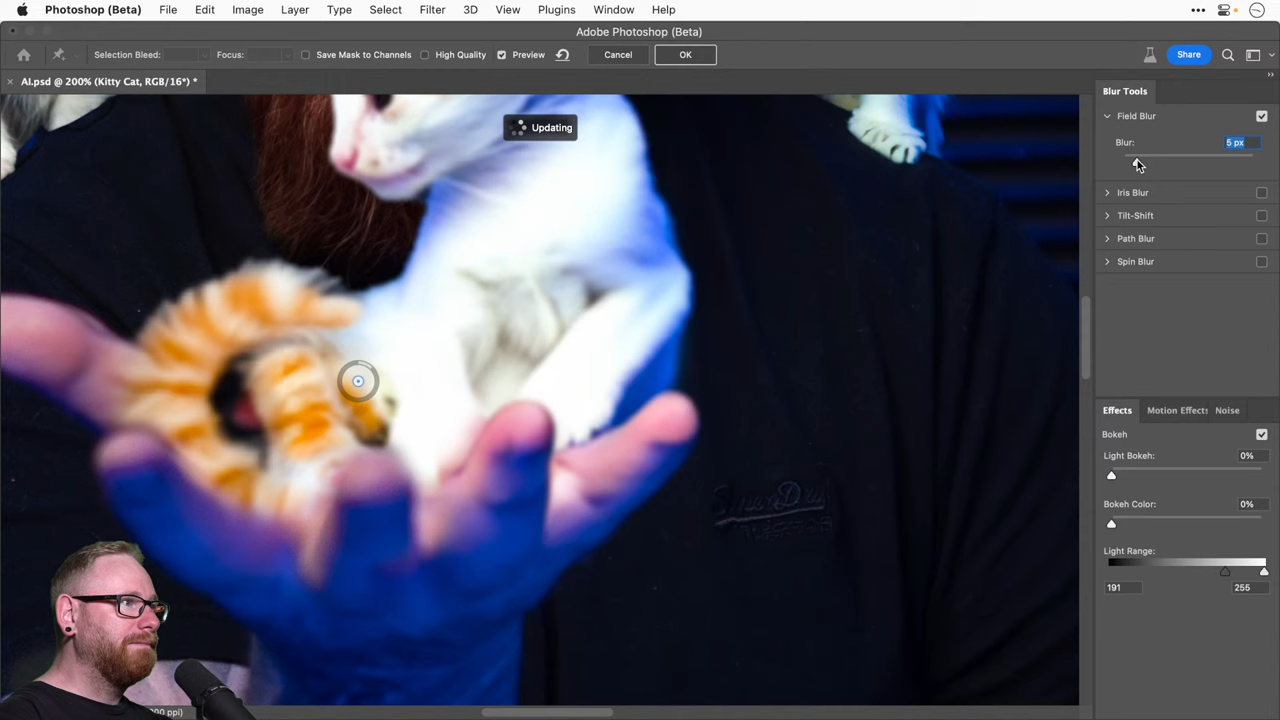 Photoshop (Beta) File Edit Image Layer Type Select Filter 3D View Plugins Window Help
Adobe Photoshop (Beta)
Selection Bleed: Focus: Save Mask to Channels High Quality Preview Cancel OK Share
AI.psd @ 200% (Kitty Cat, RGB/16*) *
Updating
Blur Tools
Field Blur
Blur: 5 px
Iris Blur
Tilt-Shift
Path Blur
Spin Blur
Effects Motion Effects Noise
Bokeh
Light Bokeh: 0%
Bokeh Color: 0%
Light Range:
191 255
ppi)